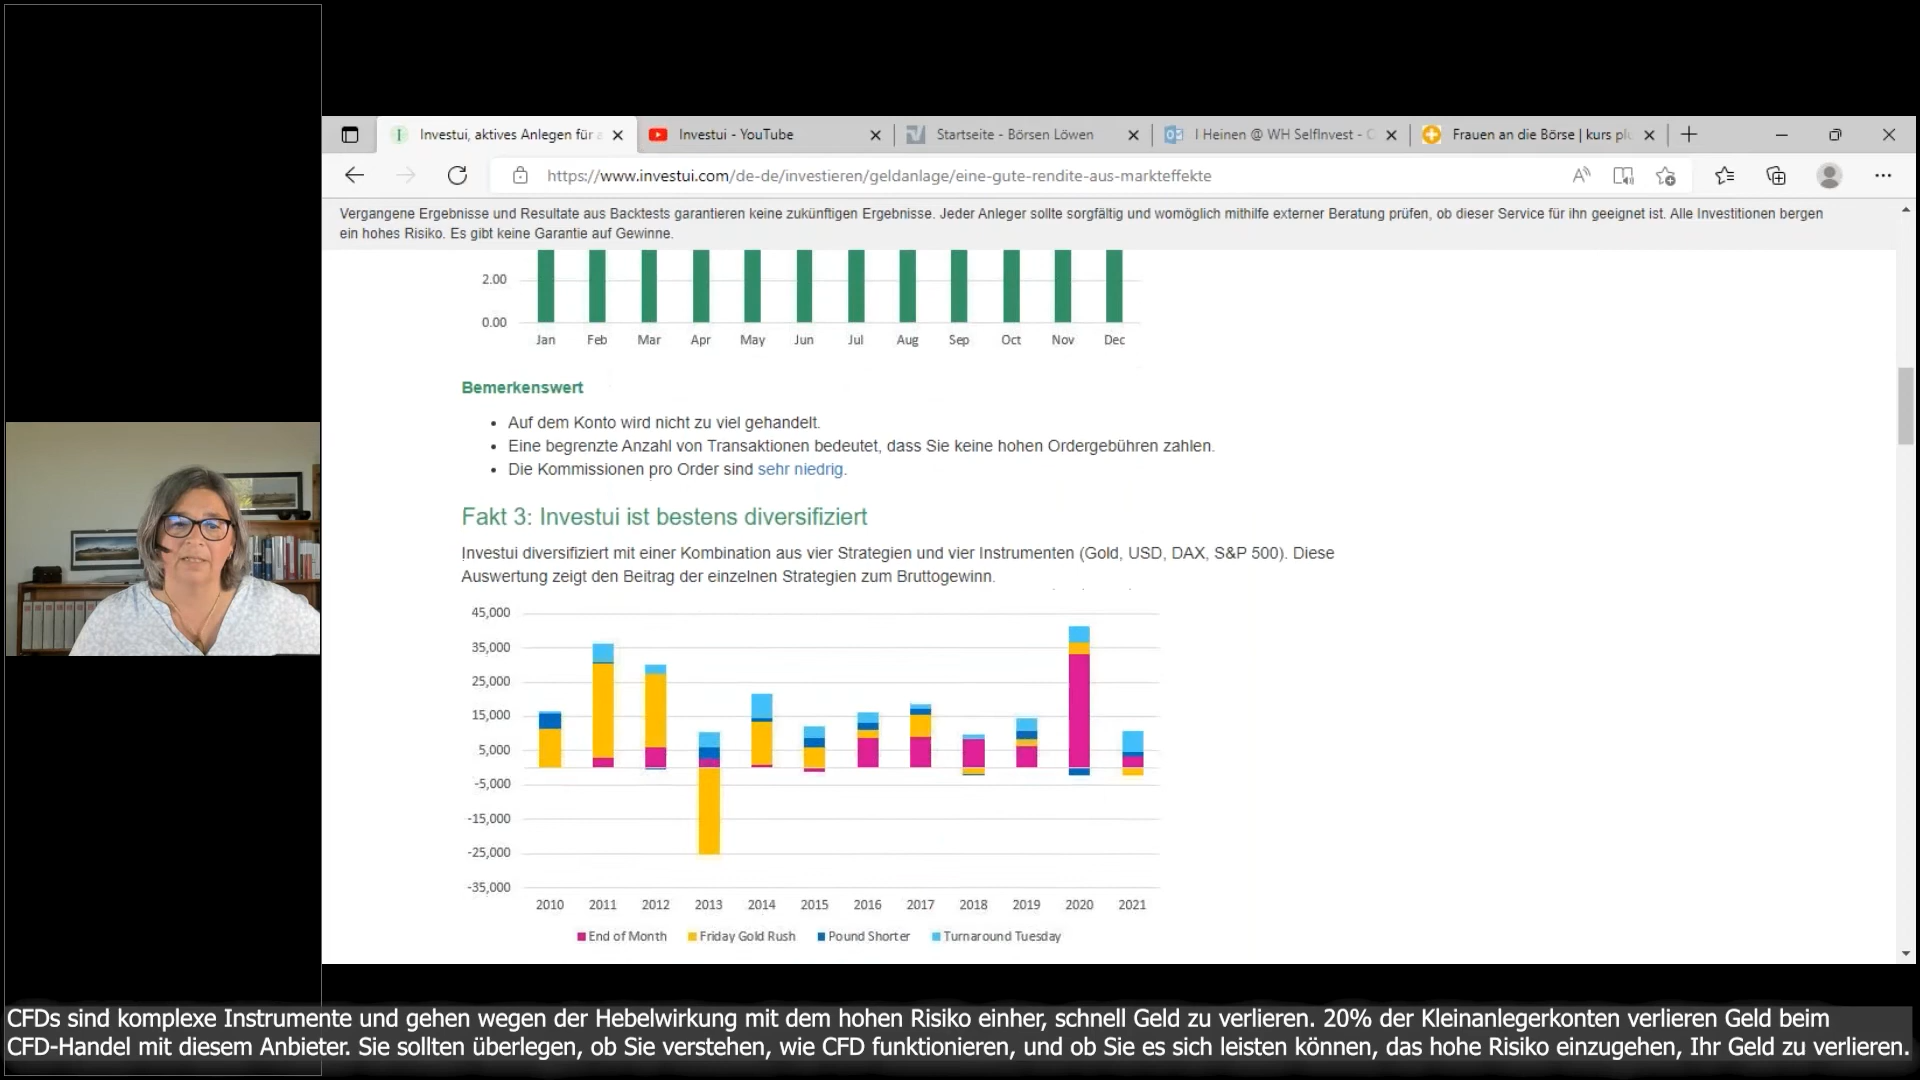 Investui, aktives Anlegen für a
Investui - YouTube
Startseite - Börsen Löwen
I Heinen @ WH SelfInvest - O
Frauen an die Börse | kurs plu
https://www.investui.com/de-de/investieren/geldanlage/eine-gute-rendite-aus-markteffekte
Vergangene Ergebnisse und Resultate aus Backtests garantieren keine zukünftigen Ergebnisse. Jeder Anleger sollte sorgfältig und womöglich mithilfe externer Beratung prüfen, ob dieser Service für ihn geeignet ist. Alle Investitionen bergen
ein hohes Risiko. Es gibt keine Garantie auf Gewinne.
2.00
0.00
Jan Feb Mar Apr May Jun Jul Aug Sep Oct Nov Dec
Bemerkenswert
• Auf dem Konto wird nicht zu viel gehandelt.
• Eine begrenzte Anzahl von Transaktionen bedeutet, dass Sie keine hohen Ordergebühren zahlen.
• Die Kommissionen pro Order sind sehr niedrig.
Fakt 3: Investui ist bestens diversifiziert
Investui diversifiziert mit einer Kombination aus vier Strategien und vier Instrumenten (Gold, USD, DAX, S&P 500). Diese
Auswertung zeigt den Beitrag der einzelnen Strategien zum Bruttogewinn.
45,000
35,000
25,000
15,000
5,000
-5,000
-15,000
-25,000
-35,000
2010 2011 2012 2013 2014 2015 2016 2017 2018 2019 2020 2021
End of Month Friday Gold Rush Pound Shorter Turnaround Tuesday
CFDs sind komplexe Instrumente und gehen wegen der Hebelwirkung mit dem hohen Risiko einher, schnell Geld zu verlieren. 20% der Kleinanlegerkonten verlieren Geld beim
CFD-Handel mit diesem Anbieter. Sie sollten überlegen, ob Sie verstehen, wie CFD funktionieren, und ob Sie es sich leisten können, das hohe Risiko einzugehen, Ihr Geld zu verlieren.